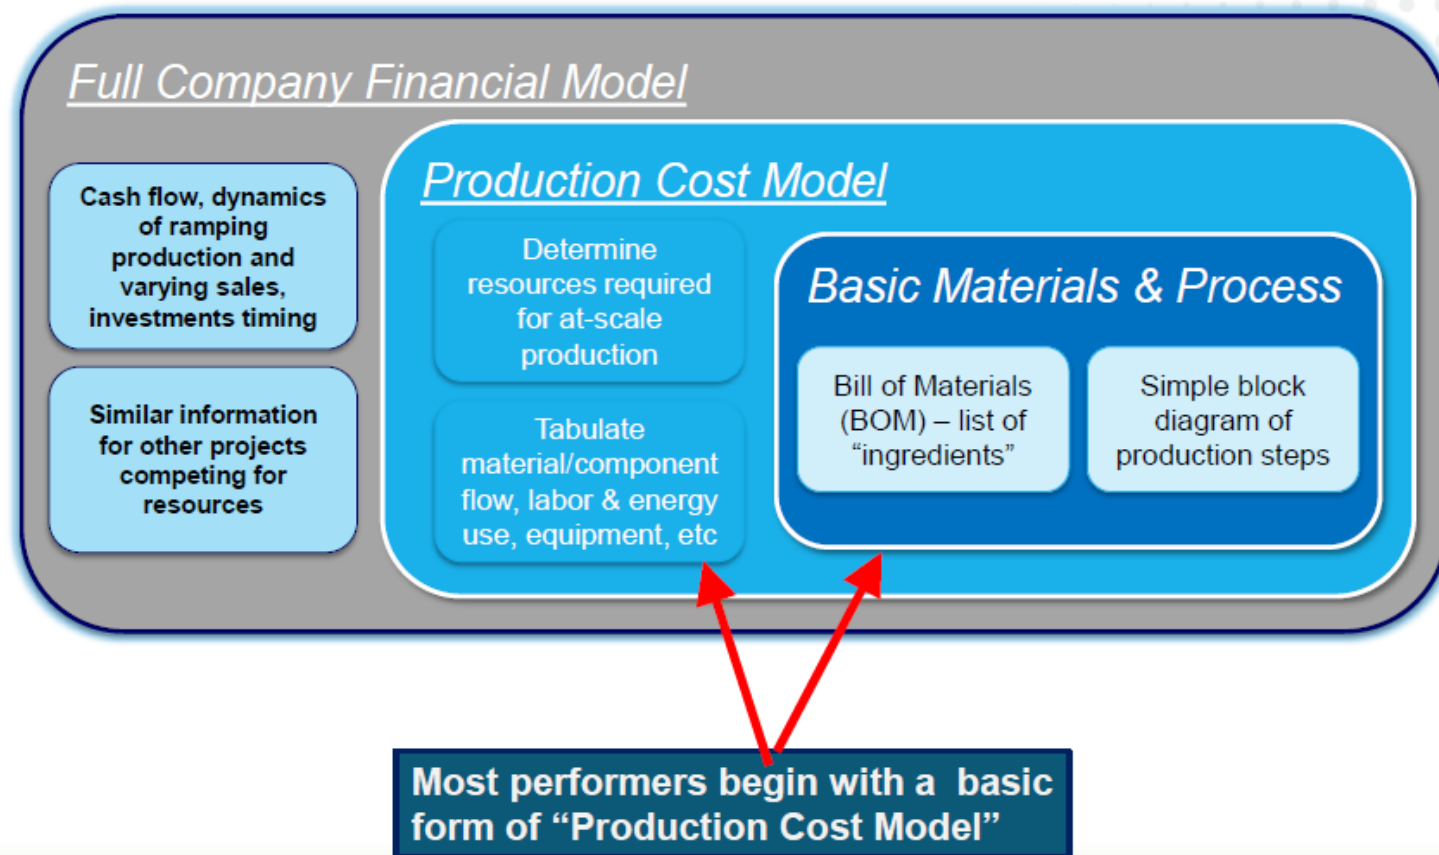 Full Company Financial Model
Cash flow, dynamics
of ramping
production and
varying sales,
investments timing
Similar information
for other projects
competing for
resources
Production Cost Model
Determine
resources required
for at-scale
production
Tabulate
material/component
flow, labor & energy
use, equipment, etc
Basic Materials & Process
Bill of Materials
(BOM) – list of
“ingredients”
Simple block
diagram of
production steps
Most performers begin with a basic
form of “Production Cost Model”